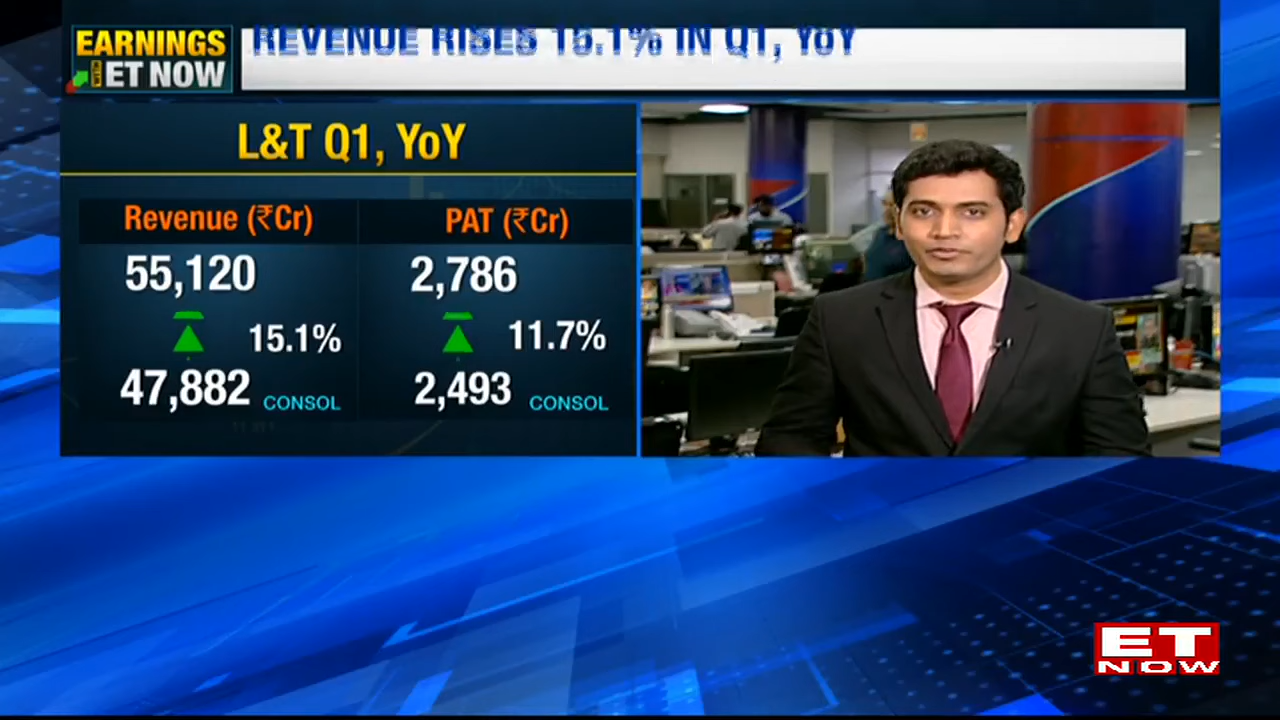 EARNINGS
WITH
ET NOW
REVENUE RISES 15.1% IN Q1, YoY
L&T Q1, YoY
Revenue (₹Cr)
PAT (₹Cr)
55,120
2,786
15.1%
11.7%
47,882 CONSOL
2,493 CONSOL
ET
NOW